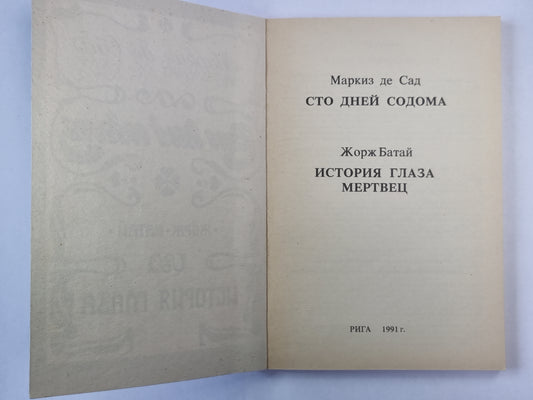 Маркиз де Сад
СТО ДНЕЙ СОДОМА
Жорж Батай
ИСТОРИЯ ГЛАЗА
МЕРТВЕЦ
РИГА 1991 г.